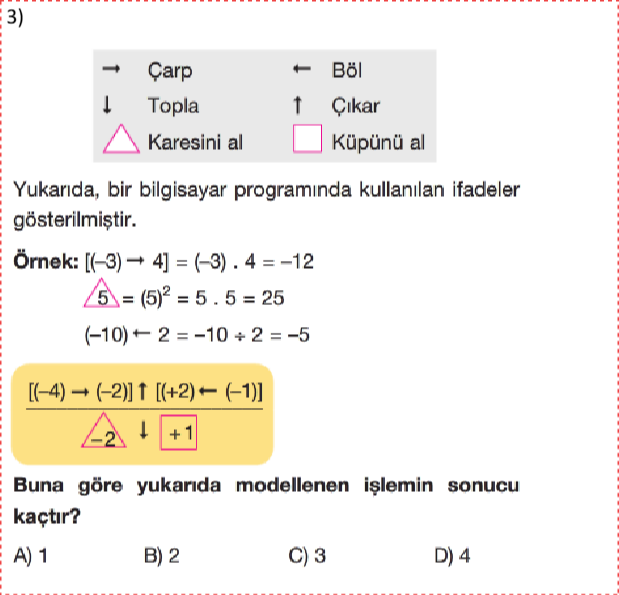 3)
→ Çarp ← Böl
↓ Topla ↑ Çıkar
Karesini al Küpünü al
Yukarıda, bir bilgisayar programında kullanılan ifadeler
gösterilmiştir.
Örnek: [(–3) → 4] = (–3) . 4 = –12
5 = (5)² = 5 . 5 = 25
(–10) ← 2 = –10 ÷ 2 = –5
[(–4) → (–2)] ↑ [(+2) ← (–1)]
–2 ↓ +1
Buna göre yukarıda modellenen işlemin sonucu
kaçtır?
A) 1 B) 2 C) 3 D) 4